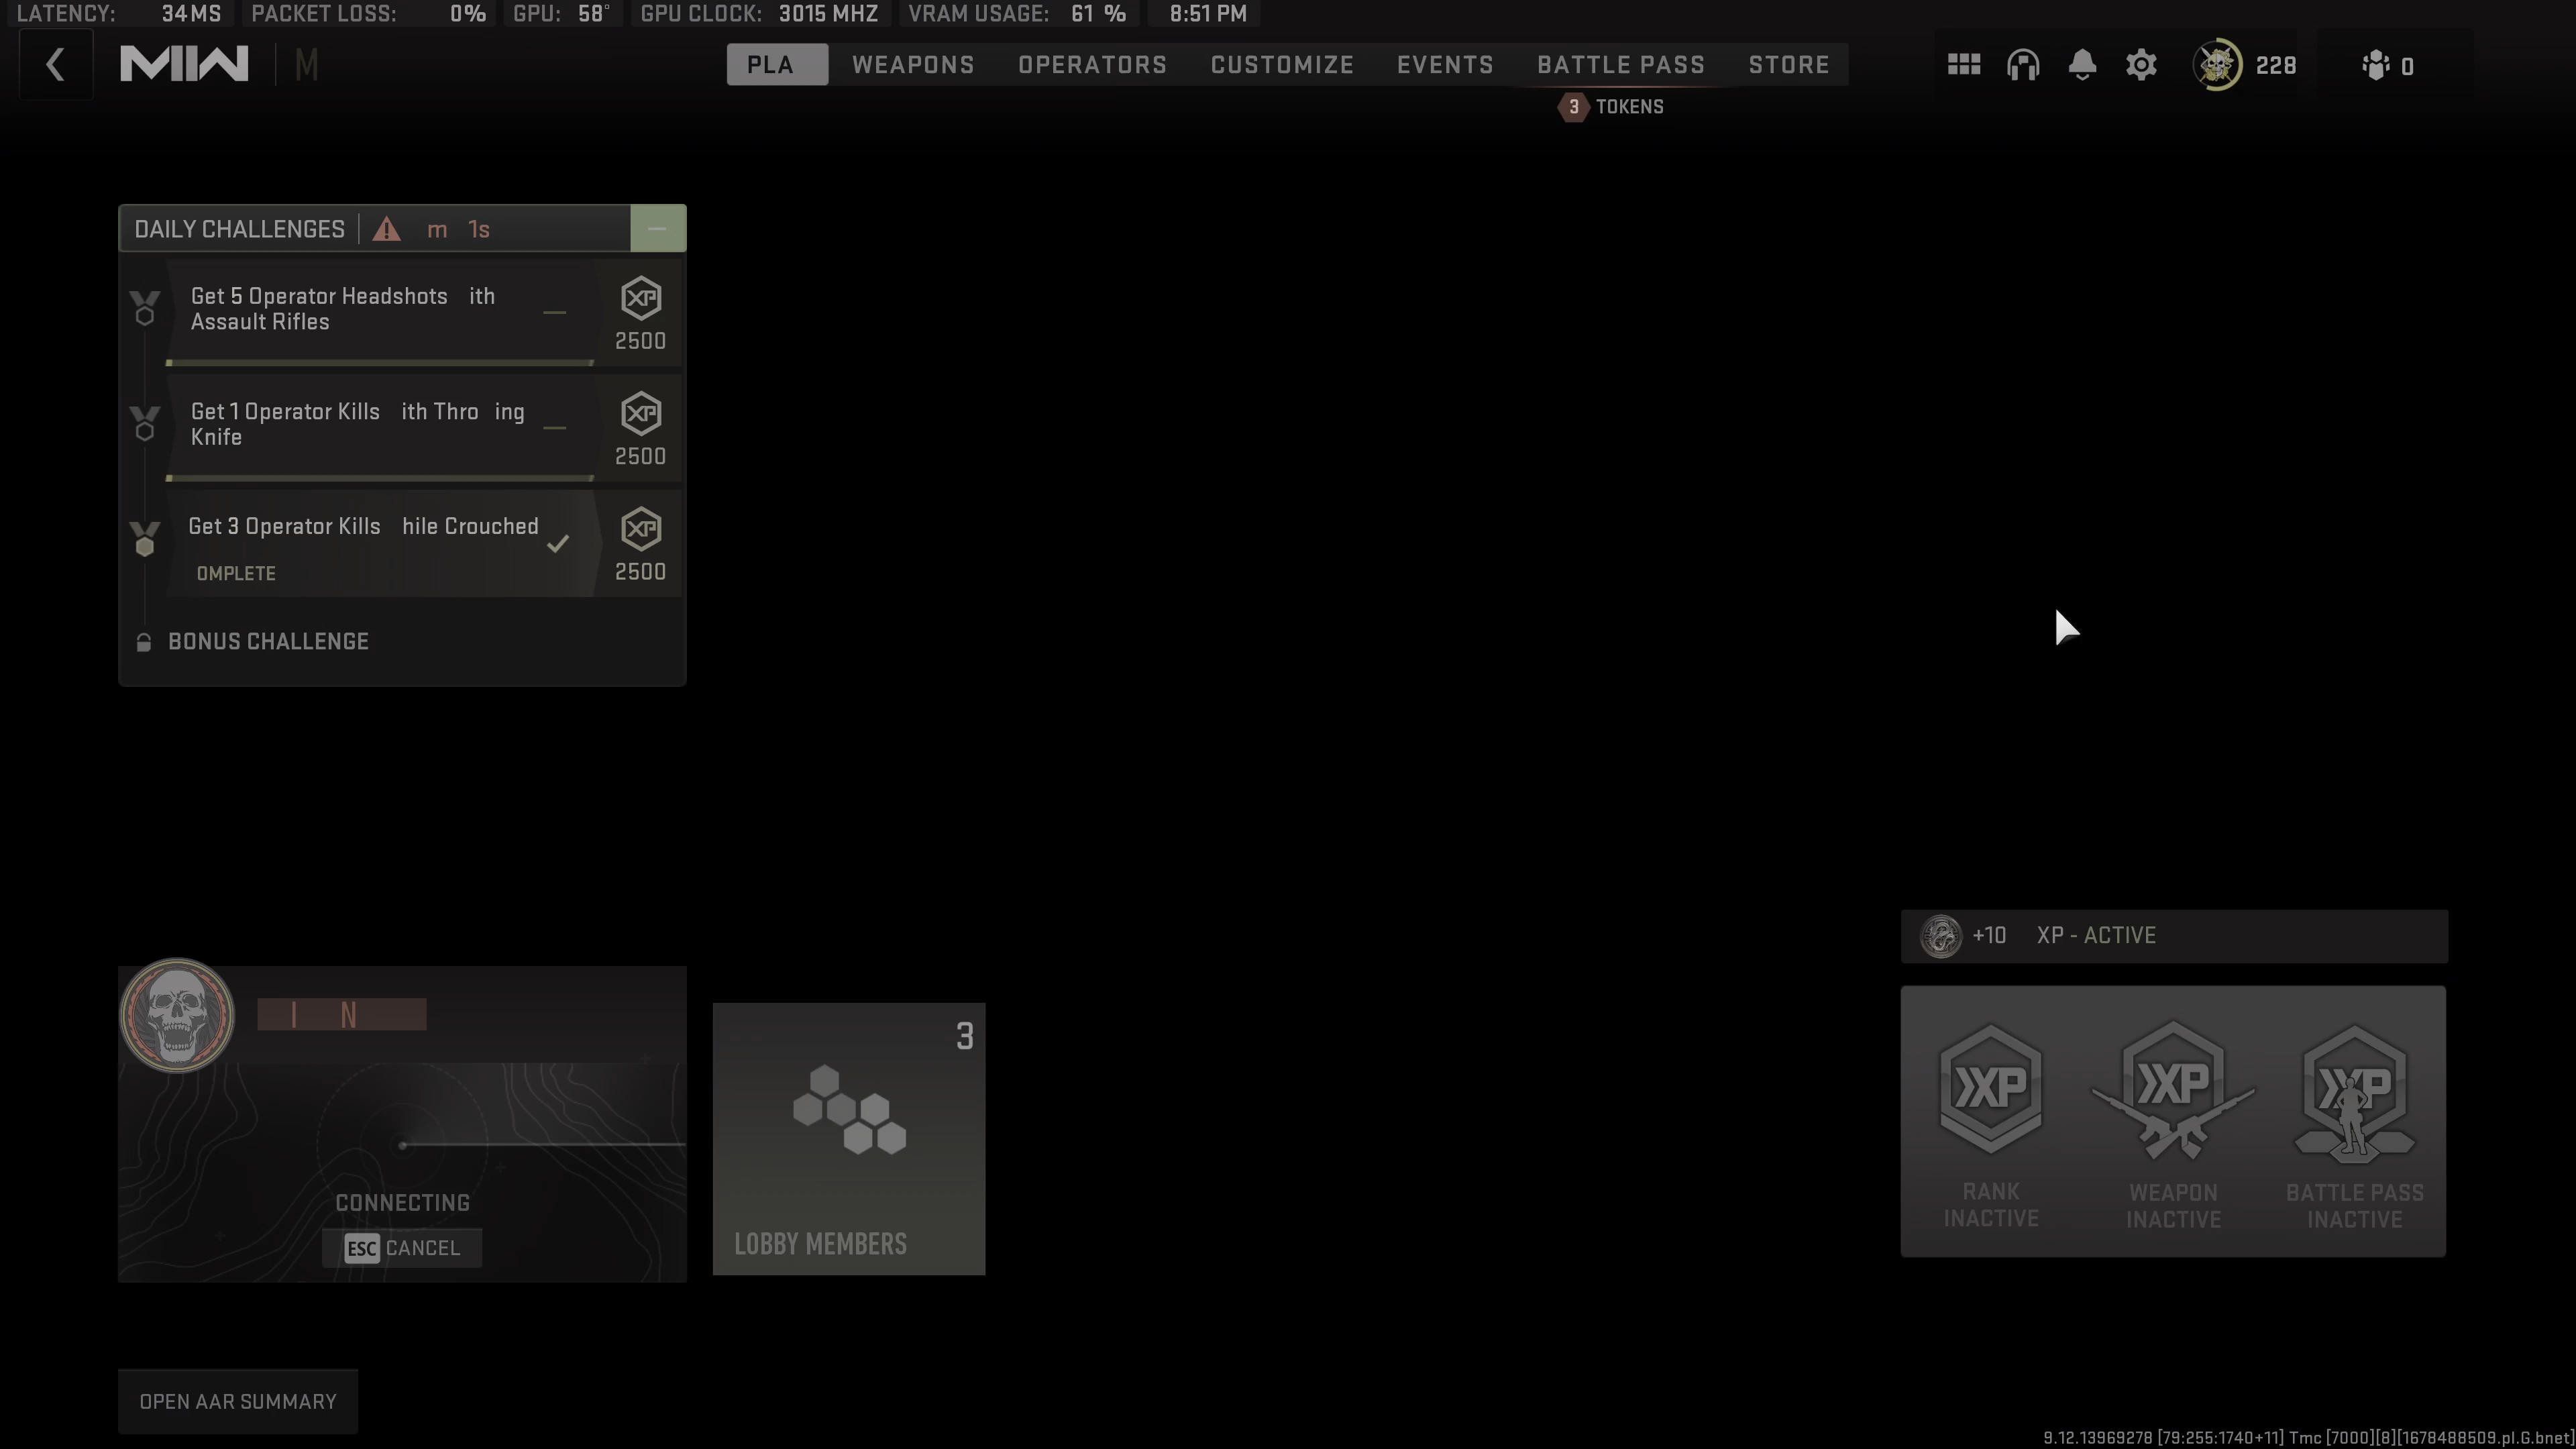 LATENCY: 34 MS PACKET LOSS: 0% GPU: 58° GPU CLOCK: 3015 MHZ VRAM USAGE: 61 % 8:51 PM
MW M
PLA WEAPONS OPERATORS CUSTOMIZE EVENTS BATTLE PASS STORE 228 0
3 TOKENS
DAILY CHALLENGES m 1s
Get 5 Operator Headshots ith
Assault Rifles
XP
2500
Get 1 Operator Kills ith Thro ing
Knife
XP
2500
Get 3 Operator Kills hile Crouched
OMPLETE
XP
2500
BONUS CHALLENGE
+10 XP - ACTIVE
I N
3
CONNECTING
ESC CANCEL
LOBBY MEMBERS
XP XP XP
RANK
INACTIVE
WEAPON
INACTIVE
BATTLE PASS
INACTIVE
OPEN AAR SUMMARY
9.12.13969278 [79:255:1740+11] Tmc [7000][8][1678488509.pl.G.bnet]